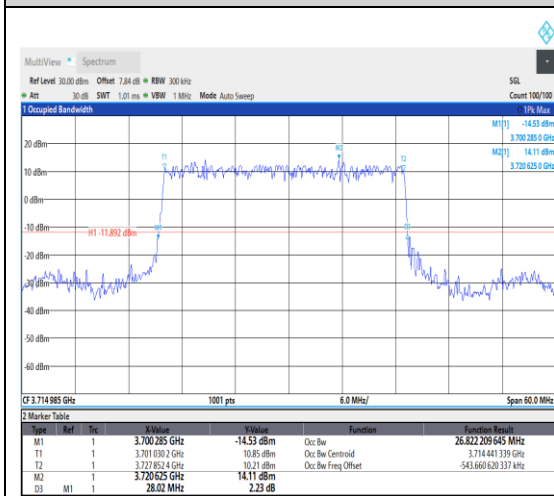 MultiView Spectrum
Ref Level 30.00 dBm Offset 7.84 dB RBW 300 kHz SGL
Att 30 dB SWT 1.01 ms VBW 1 MHz Mode Auto Sweep Count 100/100
1 Occupied Bandwidth 1Pk Max
M1[1] -14.53 dBm
3.700 285 0 GHz
M2[1] 14.11 dBm
3.720 625 0 GHz
20 dBm
M2
T1 T2
10 dBm
0 dBm
-10 dBm
H1 -11.892 dBm
-20 dBm
-30 dBm
-40 dBm
-50 dBm
-60 dBm
CF 3.714 985 GHz 1001 pts 6.0 MHz/ Span 60.0 MHz
2 Marker Table
Type Ref Trc X-Value Y-Value Function Function Result
M1 1 3.700 285 GHz -14.53 dBm Occ Bw 26.822 209 645 MHz
T1 1 3.701 030 2 GHz 10.85 dBm Occ Bw Centroid 3.714 441 339 GHz
T2 1 3.727 852 4 GHz 10.21 dBm Occ Bw Freq Offset -543.660 620 337 kHz
M2 1 3.720 625 GHz 14.11 dBm
D3 M1 1 28.02 MHz 2.23 dB